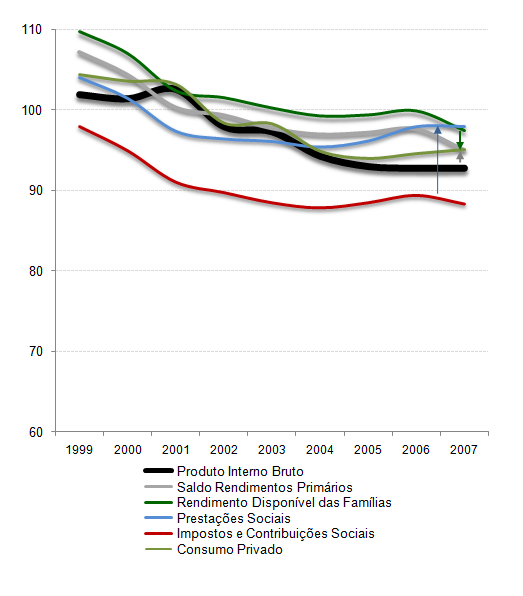 110
100
90
80
70
60
1999 2000 2001 2002 2003 2004 2005 2006 2007
Produto Interno Bruto
Saldo Rendimentos Primários
Rendimento Disponível das Famílias
Prestações Sociais
Impostos e Contribuições Sociais
Consumo Privado